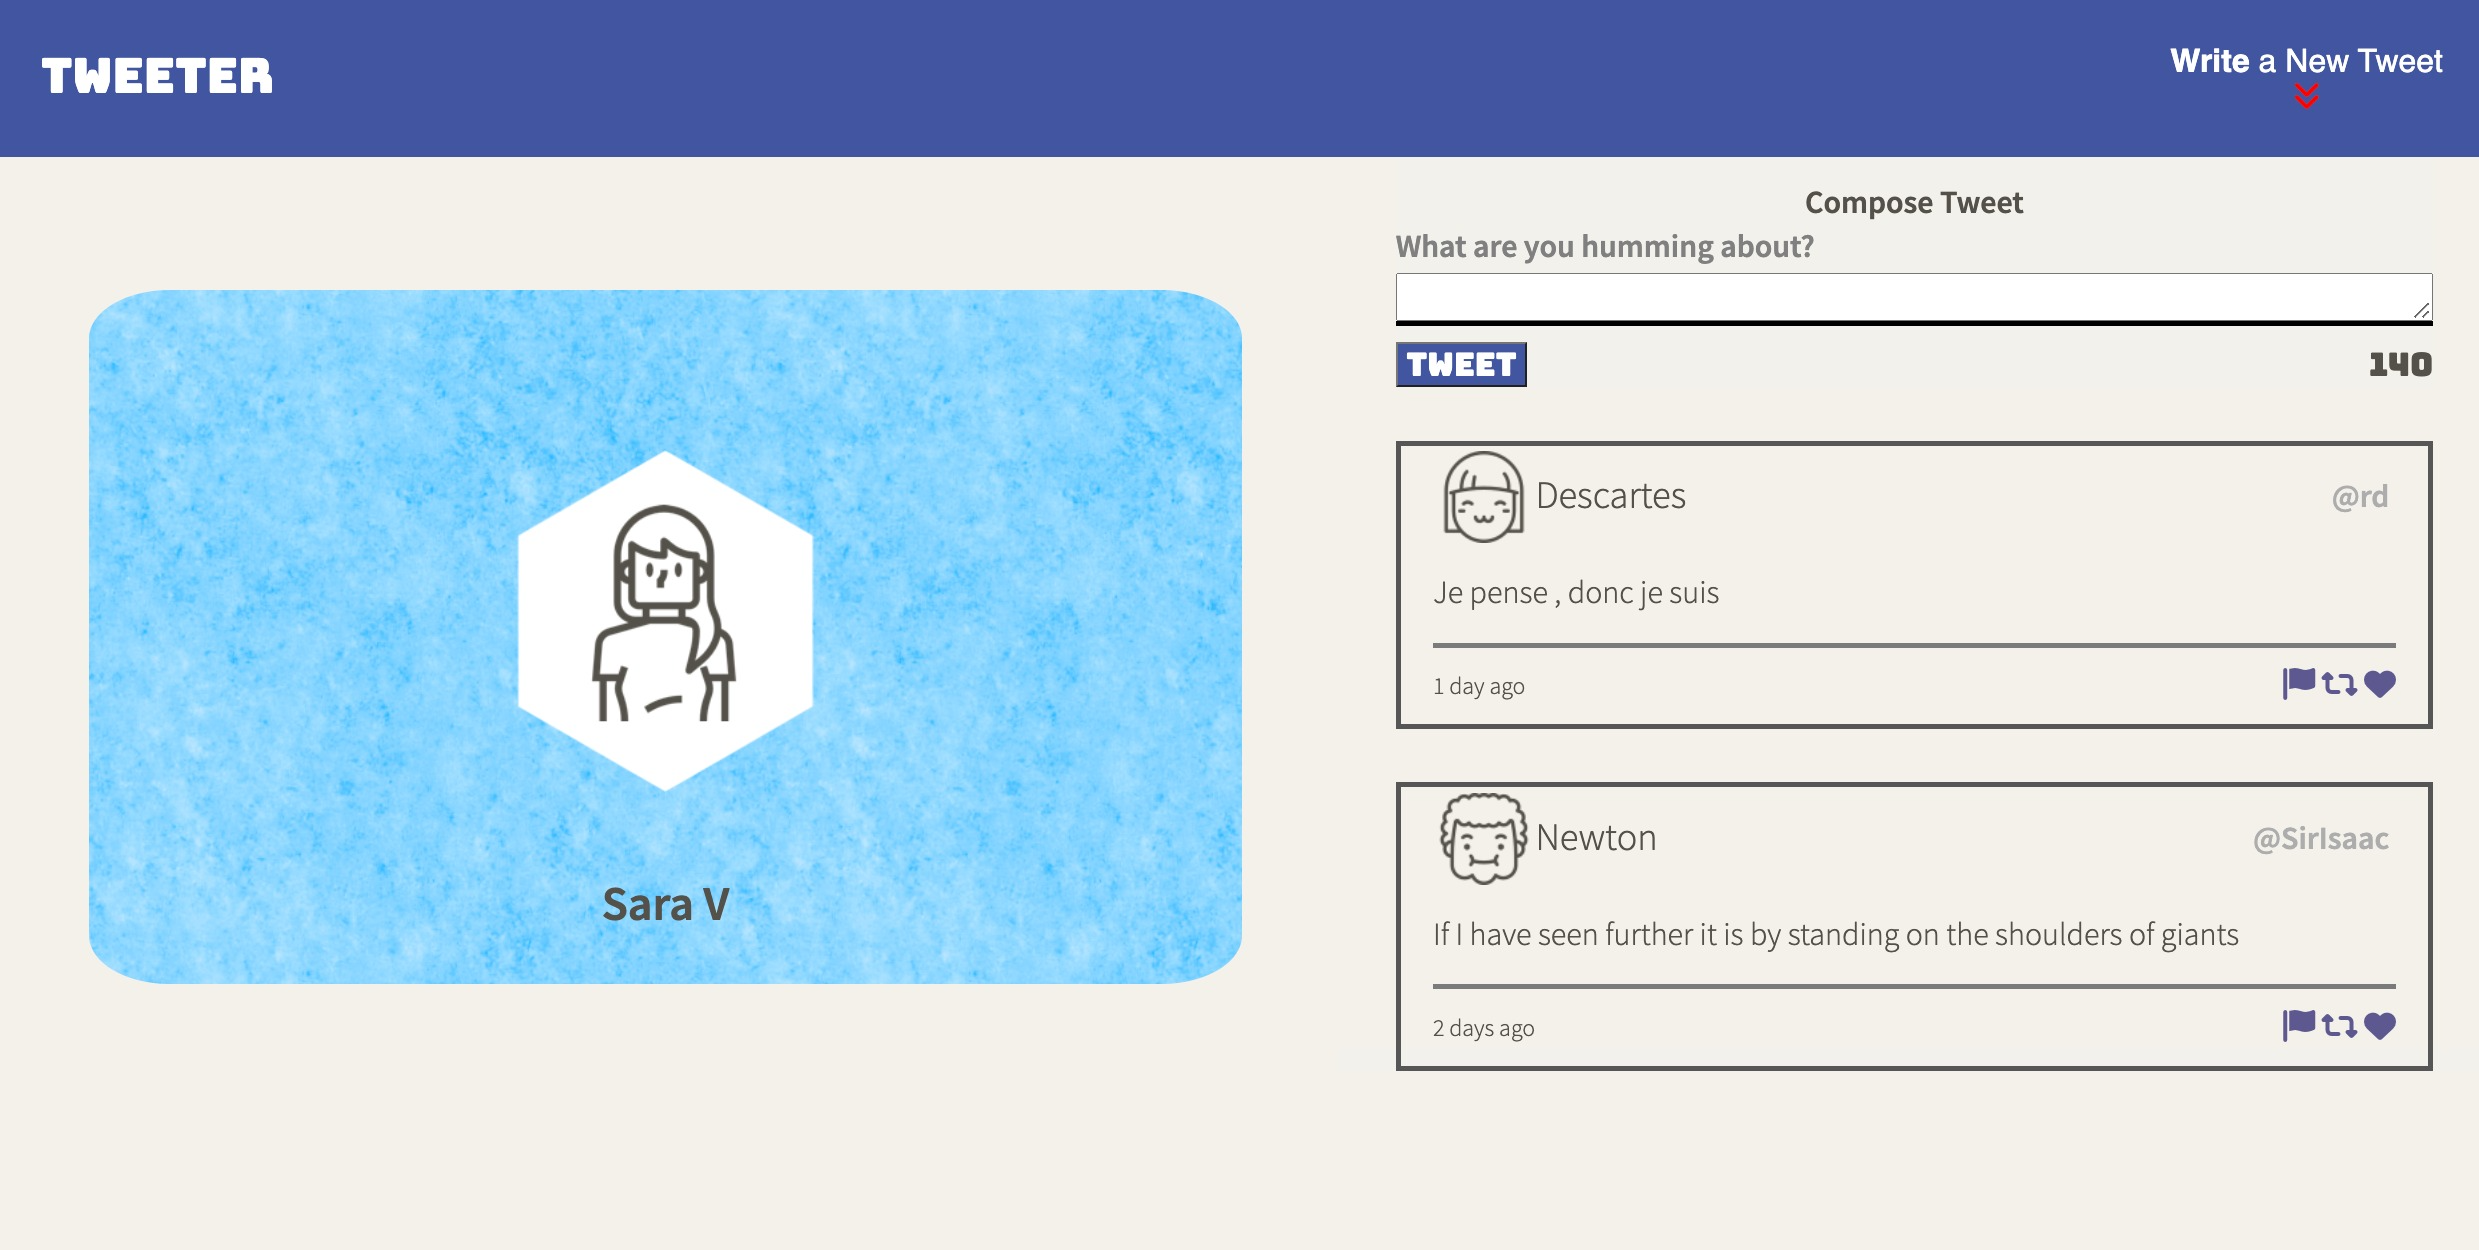 TWEETER
Write a New Tweet
Compose Tweet
What are you humming about?
TWEET
140
Descartes
@rd
Je pense , donc je suis
1 day ago
Newton
@SirIsaac
If I have seen further it is by standing on the shoulders of giants
2 days ago
Sara V